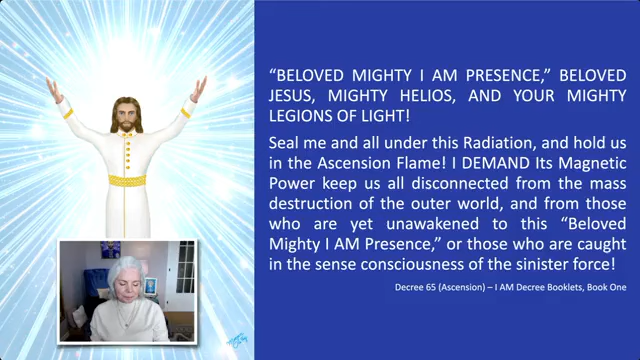 “BELOVED MIGHTY I AM PRESENCE,” BELOVED
JESUS, MIGHTY HELIOS, AND YOUR MIGHTY
LEGIONS OF LIGHT!
Seal me and all under this Radiation, and hold us
in the Ascension Flame! I DEMAND Its Magnetic
Power keep us all disconnected from the mass
destruction of the outer world, and from those
who are yet unawakened to this “Beloved
Mighty I AM Presence,” or those who are caught
in the sense consciousness of the sinister force!
Decree 65 (Ascension) – I AM Decree Booklets, Book One